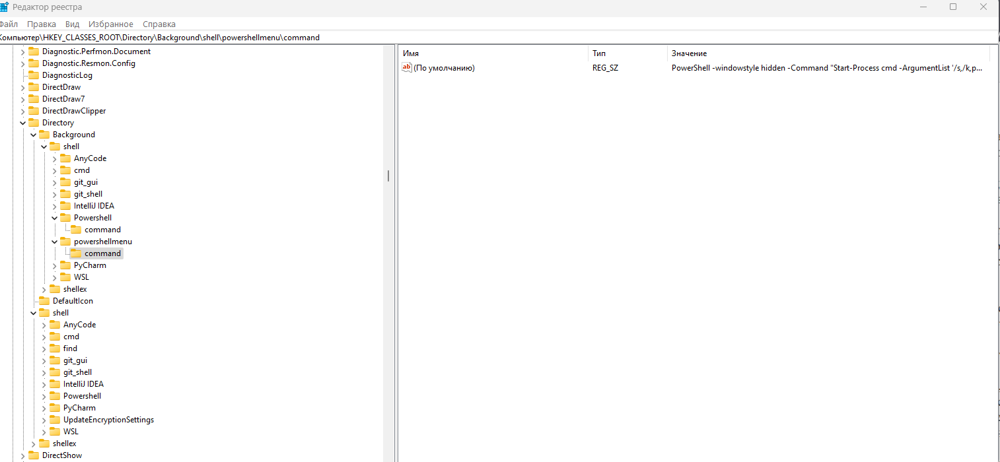 Редактор реестра
Файл Правка Вид Избранное Справка
Компьютер\HKEY_CLASSES_ROOT\Directory\Background\shell\powershellmenu\command
Diagnostic.Perfmon.Document
Diagnostic.Resmon.Config
DiagnosticLog
DirectDraw
DirectDraw7
DirectDrawClipper
Directory
Background
shell
AnyCode
cmd
git_gui
git_shell
IntelliJ IDEA
Powershell
command
powershellmenu
command
PyCharm
WSL
shellex
DefaultIcon
shell
AnyCode
cmd
find
git_gui
git_shell
IntelliJ IDEA
Powershell
PyCharm
UpdateEncryptionSettings
WSL
shellex
DirectShow
Имя Тип Значение
ab (По умолчанию) REG_SZ PowerShell -windowstyle hidden -Command "Start-Process cmd -ArgumentList '/s,/k,p...